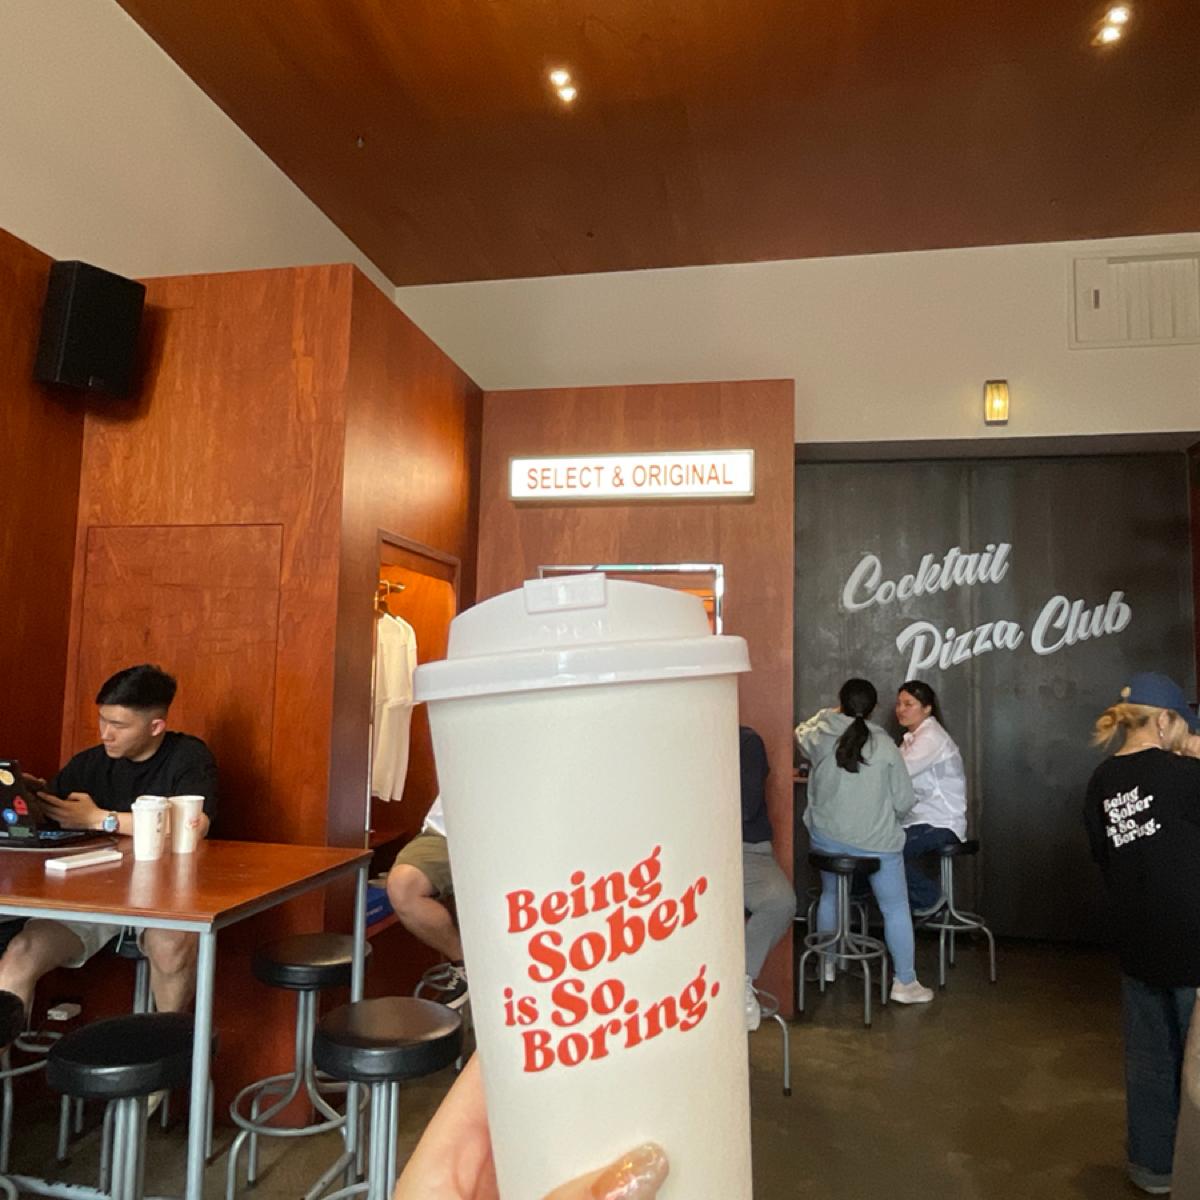 SELECT & ORIGINAL
Cocktail
Pizza Club
Being
Sober
is So
Boring.
Being
Sober
is So
Boring.